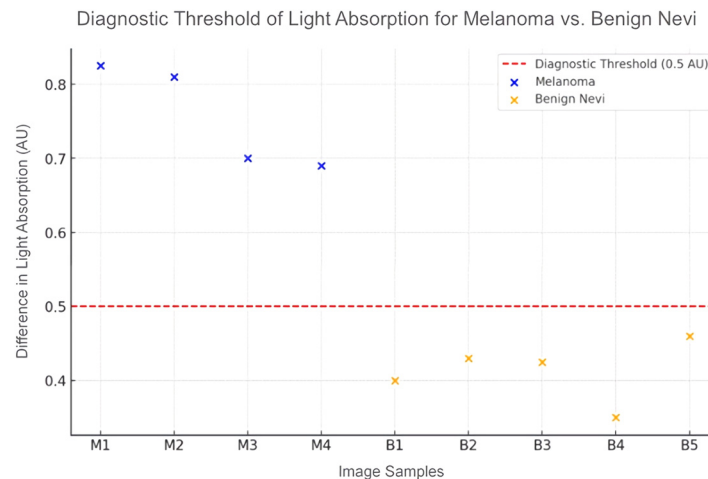 Diagnostic Threshold of Light Absorption for Melanoma vs. Benign Nevi
Diagnostic Threshold (0.5 AU)
Melanoma
Benign Nevi
Difference in Light Absorption (AU)
0.8
0.7
0.6
0.5
0.4
M1 M2 M3 M4 B1 B2 B3 B4 B5
Image Samples